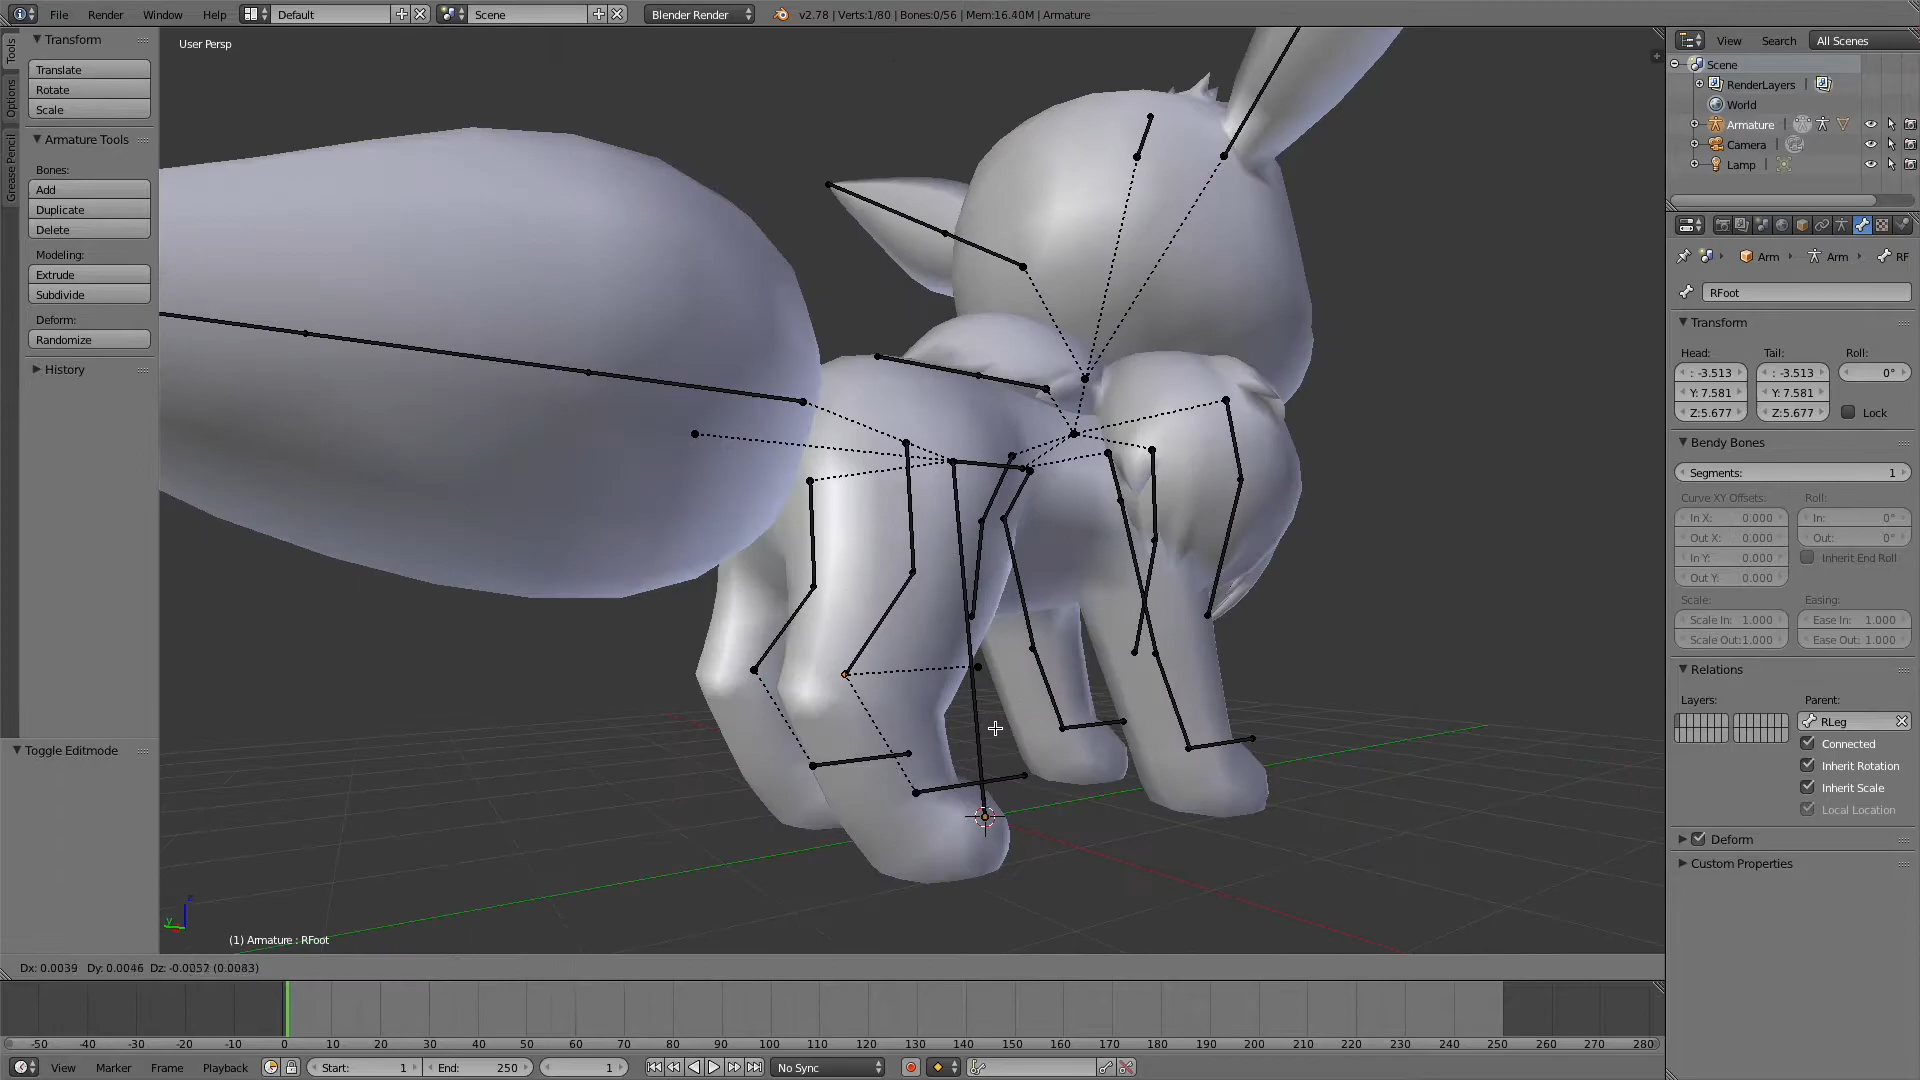 File Render Window Help Default Scene Blender Render v2.78 | Verts:1/80 | Bones:0/56 | Mem:16.40M | Armature
Tools
Options
Grease Pencil
Transform
Translate
Rotate
Scale
Armature Tools
Bones:
Add
Duplicate
Delete
Modeling:
Extrude
Subdivide
Deform:
Randomize
History
Toggle Editmode
User Persp
z
y
(1) Armature : RFoot
Dx: 0.0039 Dy: 0.0046 Dz: -0.0057 (0.0083)
View Search All Scenes
Scene
RenderLayers
World
Armature
Camera
Lamp
Arm Arm RF
RFoot
Transform
Head: Tail: Roll:
: -3.513 : -3.513 0°
Y: 7.581 Y: 7.581
Z:5.677 Z:5.677 Lock
Bendy Bones
Segments: 1
Curve XY Offsets: Roll:
In X: 0.000 In: 0°
Out X: 0.000 Out: 0°
In Y: 0.000 Inherit End Roll
Out Y: 0.000
Scale: Easing:
Scale In: 1.000 Ease In: 1.000
Scale Out:1.000 Ease Out: 1.000
Relations
Layers: Parent:
RLeg
Connected
Inherit Rotation
Inherit Scale
Local Location
Deform
Custom Properties
-50 -40 -30 -20 -10 0 10 20 30 40 50 60 70 80 90 100 110 120 130 140 150 160 170 180 190 200 210 220 230 240 250 260 270 280
View Marker Frame Playback Start: 1 End: 250 1 No Sync